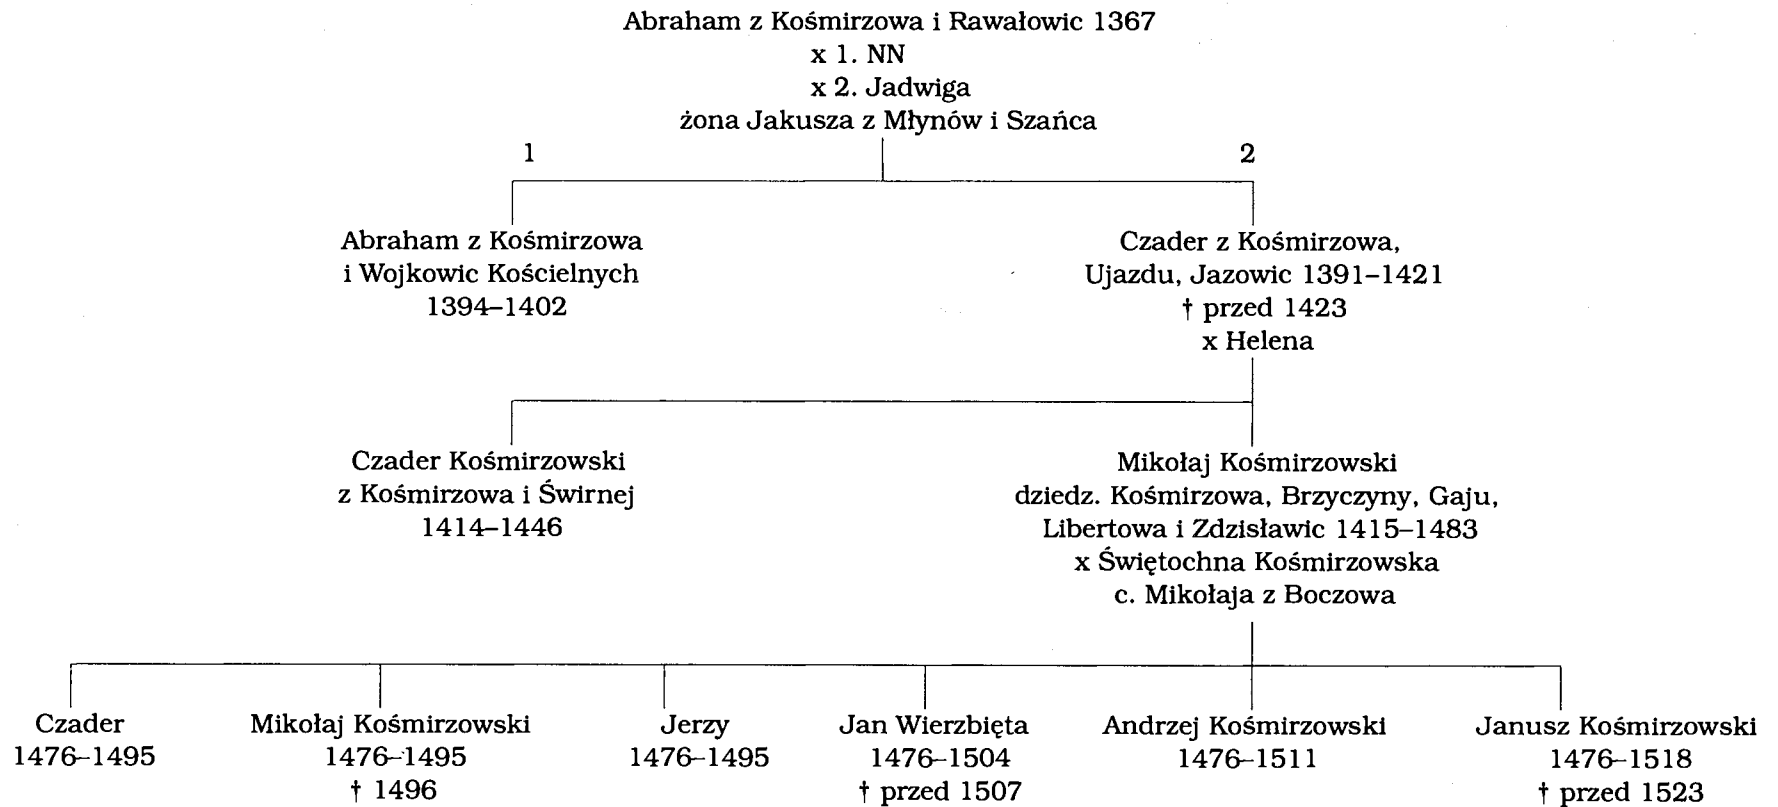 Abraham z Kośmirzowa i Rawałowic 1367
x 1. NN
x 2. Jadwiga
żona Jakusza z Młynów i Szańca
1
2
Abraham z Kośmirzowa
i Wojkowic Kościelnych
1394–1402
Czader z Kośmirzowa,
Ujazdu, Jazowic 1391–1421
† przed 1423
x Helena
Czader Kośmirzowski
z Kośmirzowa i Świrnej
1414–1446
Mikołaj Kośmirzowski
dziedz. Kośmirzowa, Brzyczyny, Gaju,
Libertowa i Zdzisławic 1415–1483
x Świętochna Kośmirzowska
c. Mikołaja z Boczowa
Czader
1476–1495
Mikołaj Kośmirzowski
1476–1495
† 1496
Jerzy
1476–1495
Jan Wierzbięta
1476–1504
† przed 1507
Andrzej Kośmirzowski
1476–1511
Janusz Kośmirzowski
1476–1518
† przed 1523